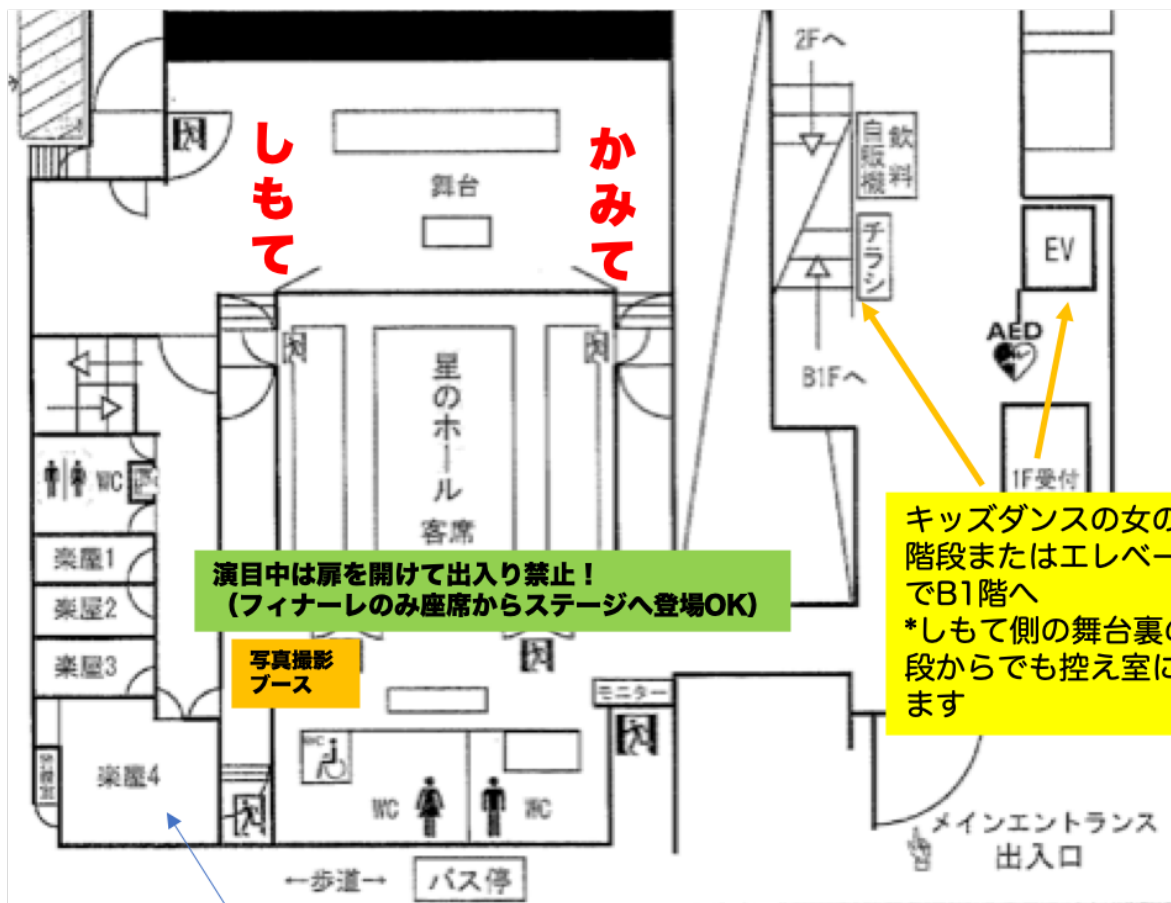 2Fへ
しもて
かみて
飲料
自販機
舞台
チラシ
EV
AED
B1Fへ
星のホール
客席
WC
1F受付
楽屋1
楽屋2
楽屋3
楽屋4
演目中は扉を開けて出入り禁止！
（フィナーレのみ座席からステージへ登場OK）
キッズダンスの女の
階段またはエレベー
でB1階へ
*しもて側の舞台裏の
段からでも控え室に
ます
写真撮影
ブース
モニター
WC
WC
メインエントランス
出入口
←歩道→
バス停